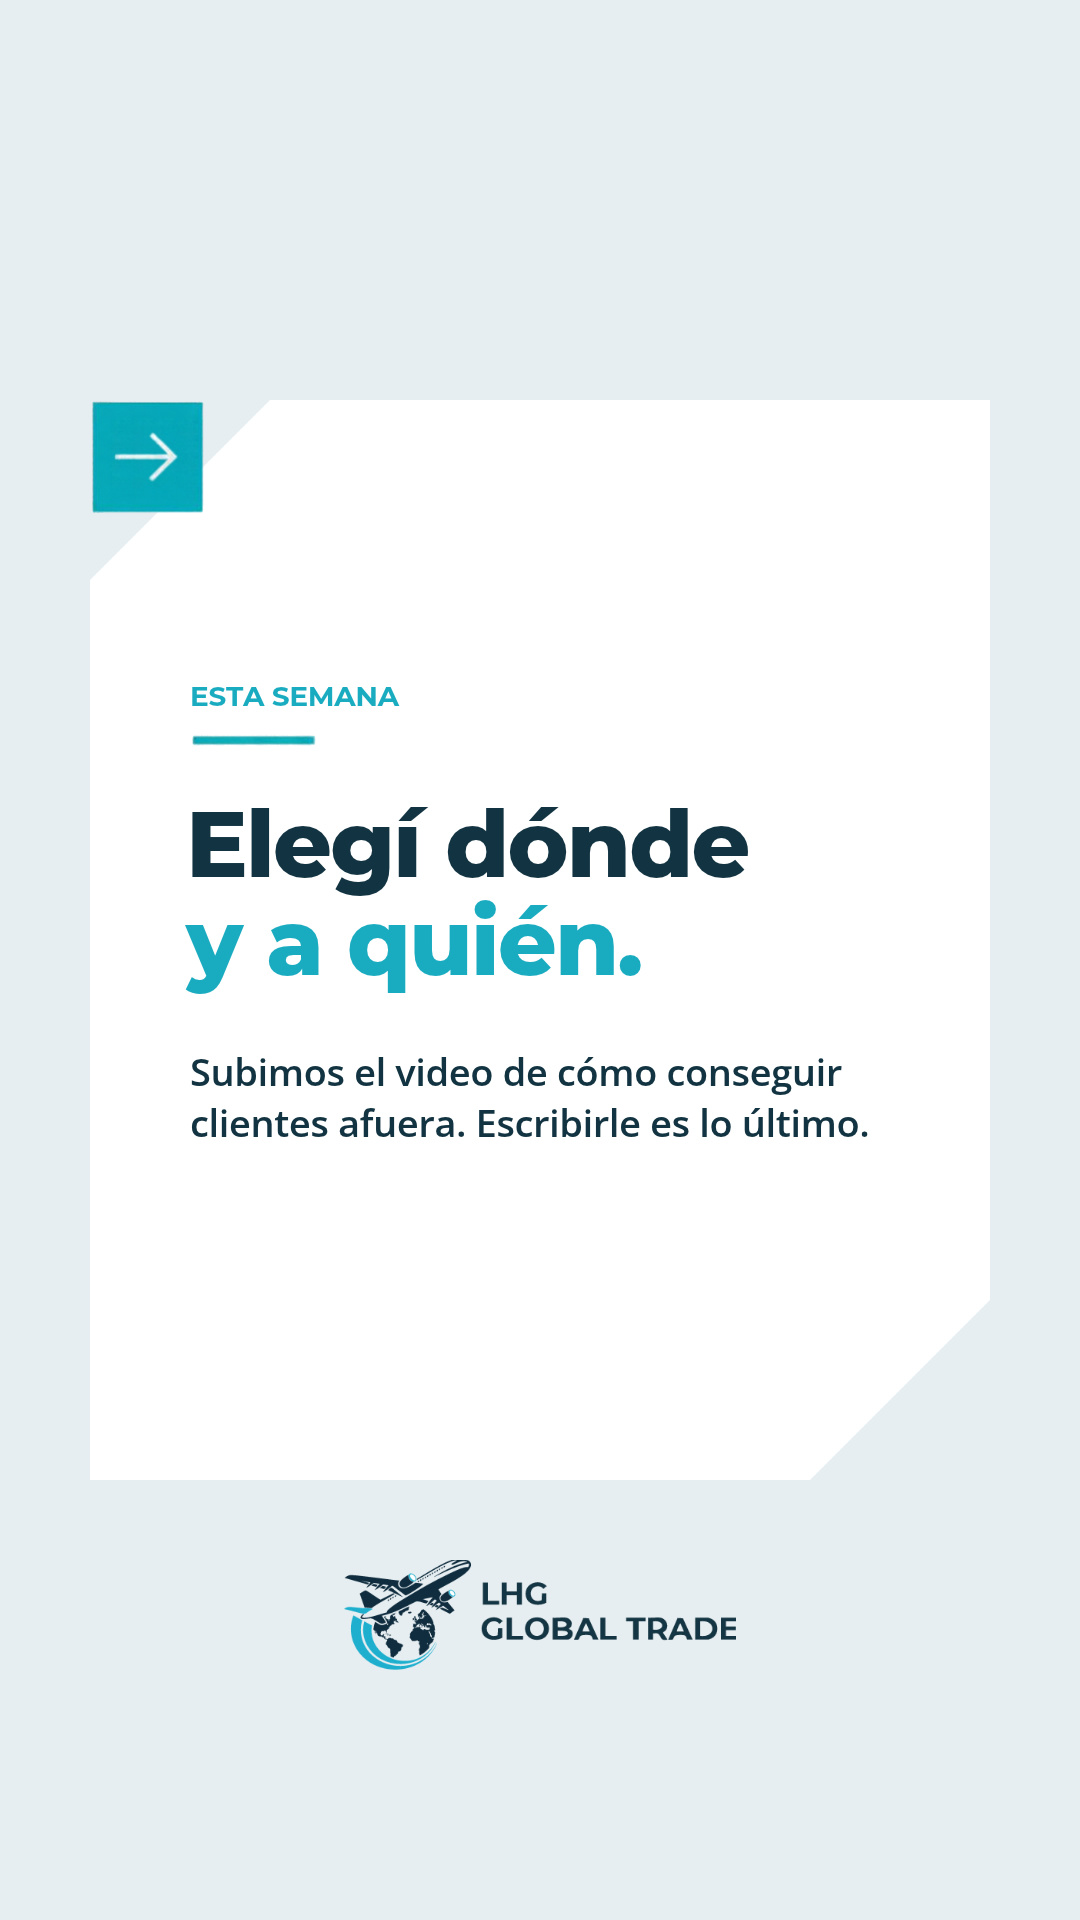 ESTA SEMANA
Elegí dónde
y a quién.
Subimos el video de cómo conseguir
clientes afuera. Escribirle es lo último.
LHG
GLOBAL TRADE